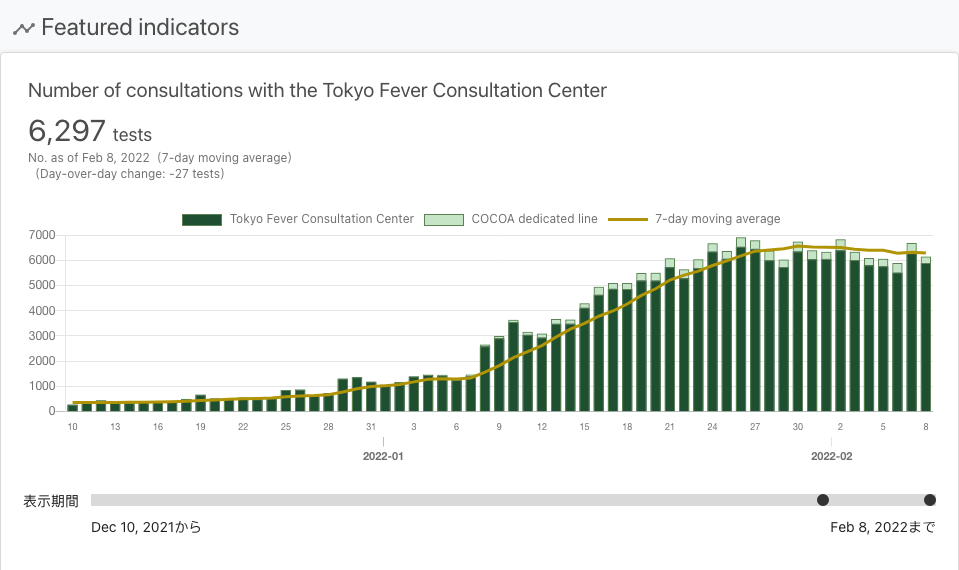 Featured indicators
Number of consultations with the Tokyo Fever Consultation Center
6,297 tests
No. as of Feb 8, 2022 (7-day moving average)
(Day-over-day change: -27 tests)
Tokyo Fever Consultation Center COCOA dedicated line 7-day moving average
7000
6000
5000
4000
3000
2000
1000
0
10 13 16 19 22 25 28 31 3 6 9 12 15 18 21 24 27 30 2 5 8
2022-01 2022-02
表示期間
Dec 10, 2021から Feb 8, 2022まで